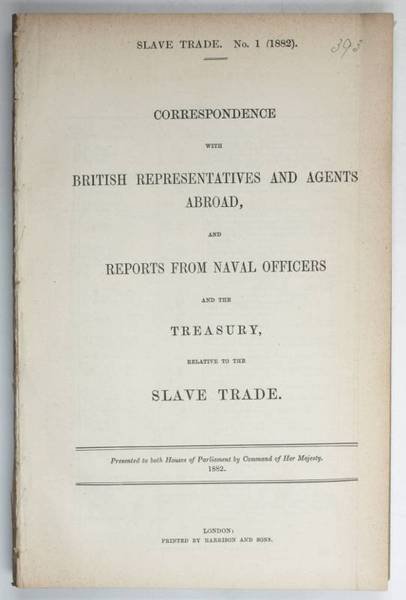 SLAVE TRADE. No. 1 (1882).
393
CORRESPONDENCE
WITH
BRITISH REPRESENTATIVES AND AGENTS
ABROAD,
AND
REPORTS FROM NAVAL OFFICERS
AND THE
TREASURY,
RELATIVE TO THE
SLAVE TRADE.
Presented to both Houses of Parliament by Command of Her Majesty.
1882.
LONDON:
PRINTED BY HARRISON AND SONS.